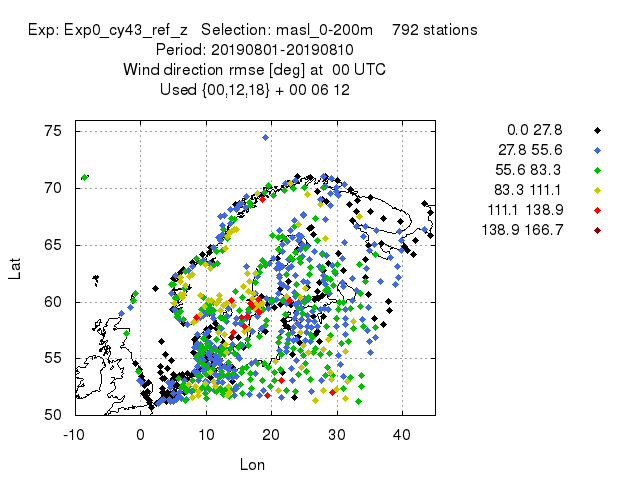 Exp: Exp0_cy43_ref_z   Selection: masl_0-200m    792 stations
Period: 20190801-20190810
Wind direction rmse [deg] at  00 UTC
Used {00,12,18} + 00 06 12
0.0 27.8
27.8 55.6
55.6 83.3
83.3 111.1
111.1 138.9
138.9 166.7
75
70
65
60
55
50
Lat
-10 0 10 20 30 40
Lon